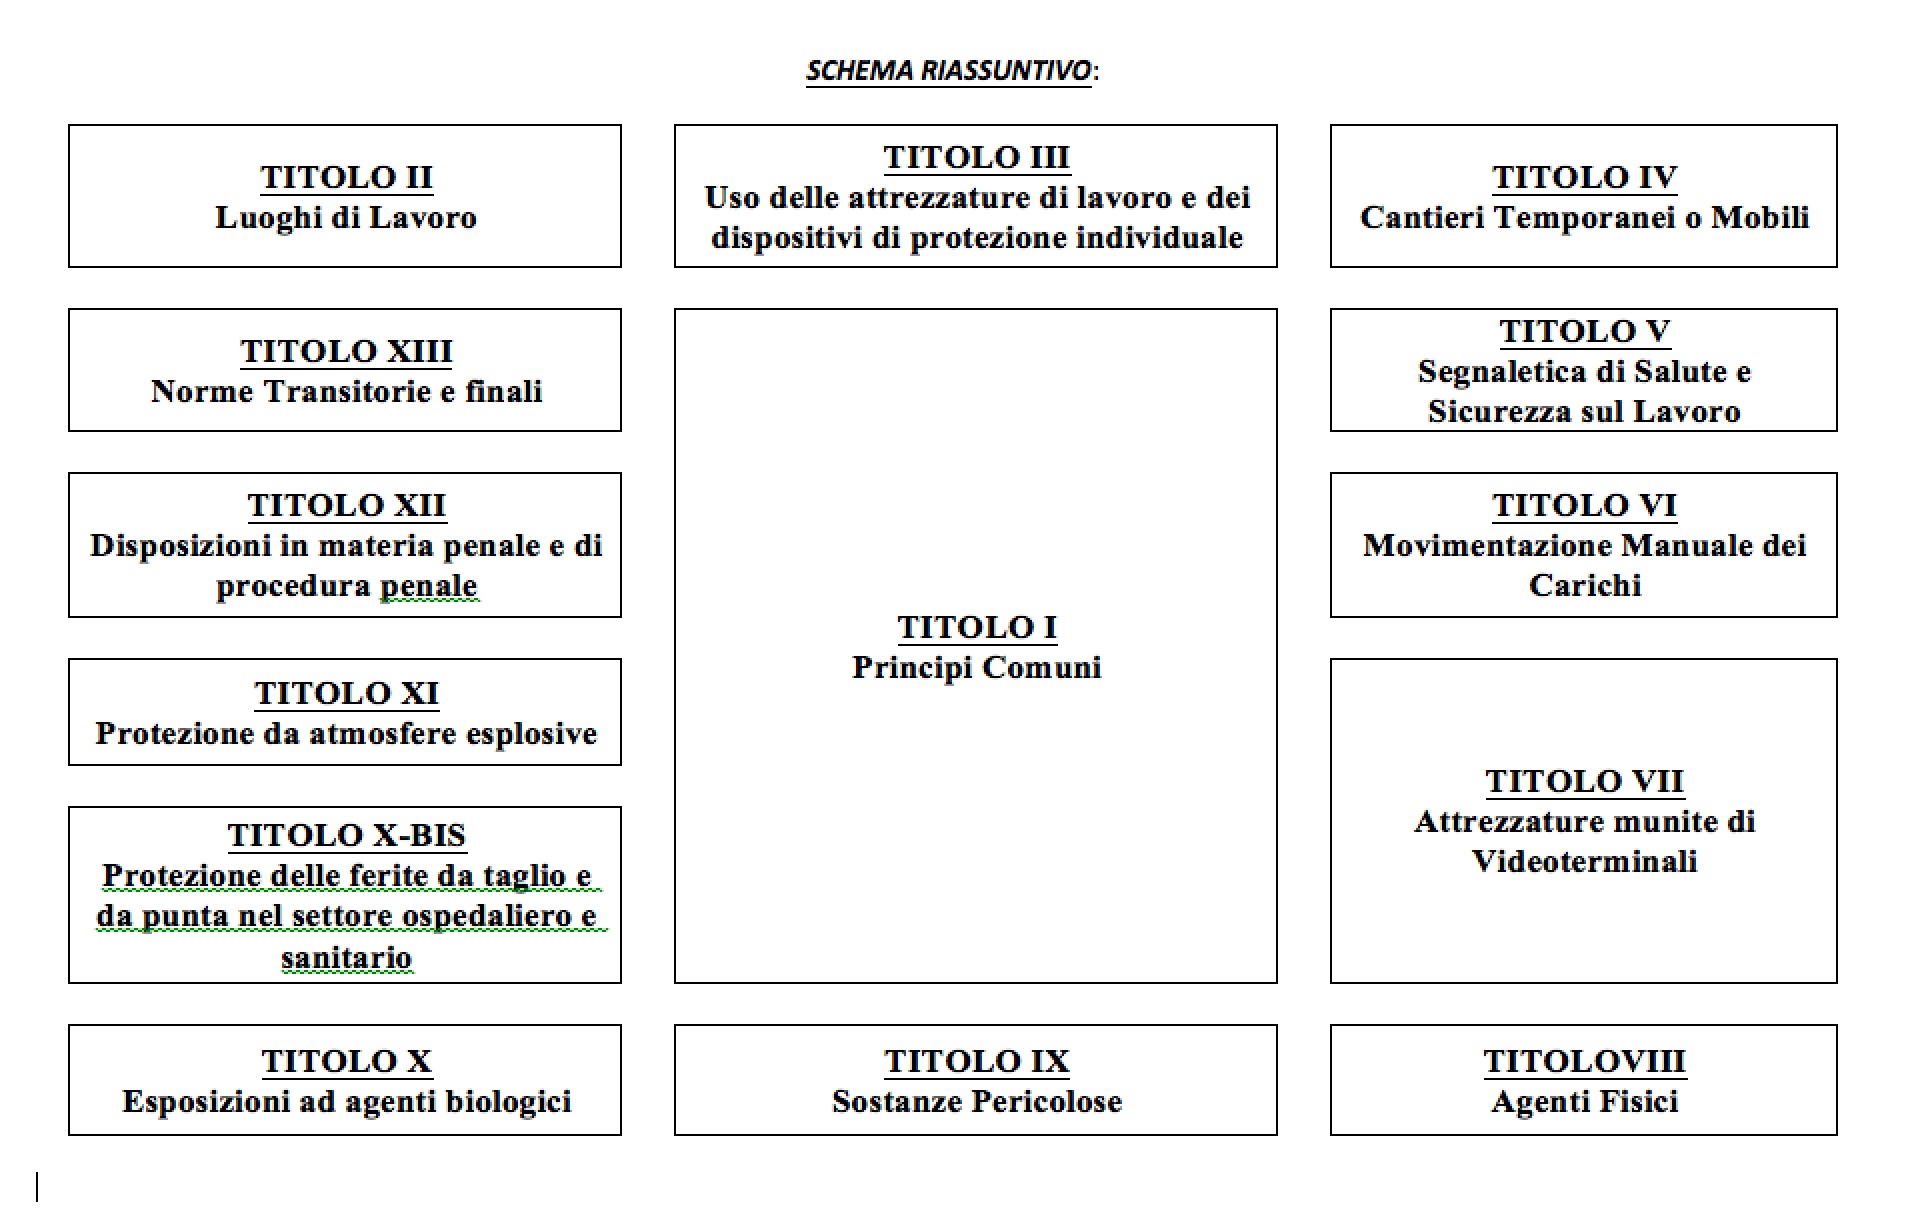 SCHEMA RIASSUNTIVO:
TITOLO II
Luoghi di Lavoro
TITOLO III
Uso delle attrezzature di lavoro e dei
dispositivi di protezione individuale
TITOLO IV
Cantieri Temporanei o Mobili
TITOLO XIII
Norme Transitorie e finali
TITOLO I
Principi Comuni
TITOLO V
Segnaletica di Salute e
Sicurezza sul Lavoro
TITOLO XII
Disposizioni in materia penale e di
procedura penale
TITOLO VI
Movimentazione Manuale dei
Carichi
TITOLO XI
Protezione da atmosfere esplosive
TITOLO VII
Attrezzature munite di
Videoterminali
TITOLO X-BIS
Protezione delle ferite da taglio e
da punta nel settore ospedaliero e
sanitario
TITOLO X
Esposizioni ad agenti biologici
TITOLO IX
Sostanze Pericolose
TITOLOVIII
Agenti Fisici